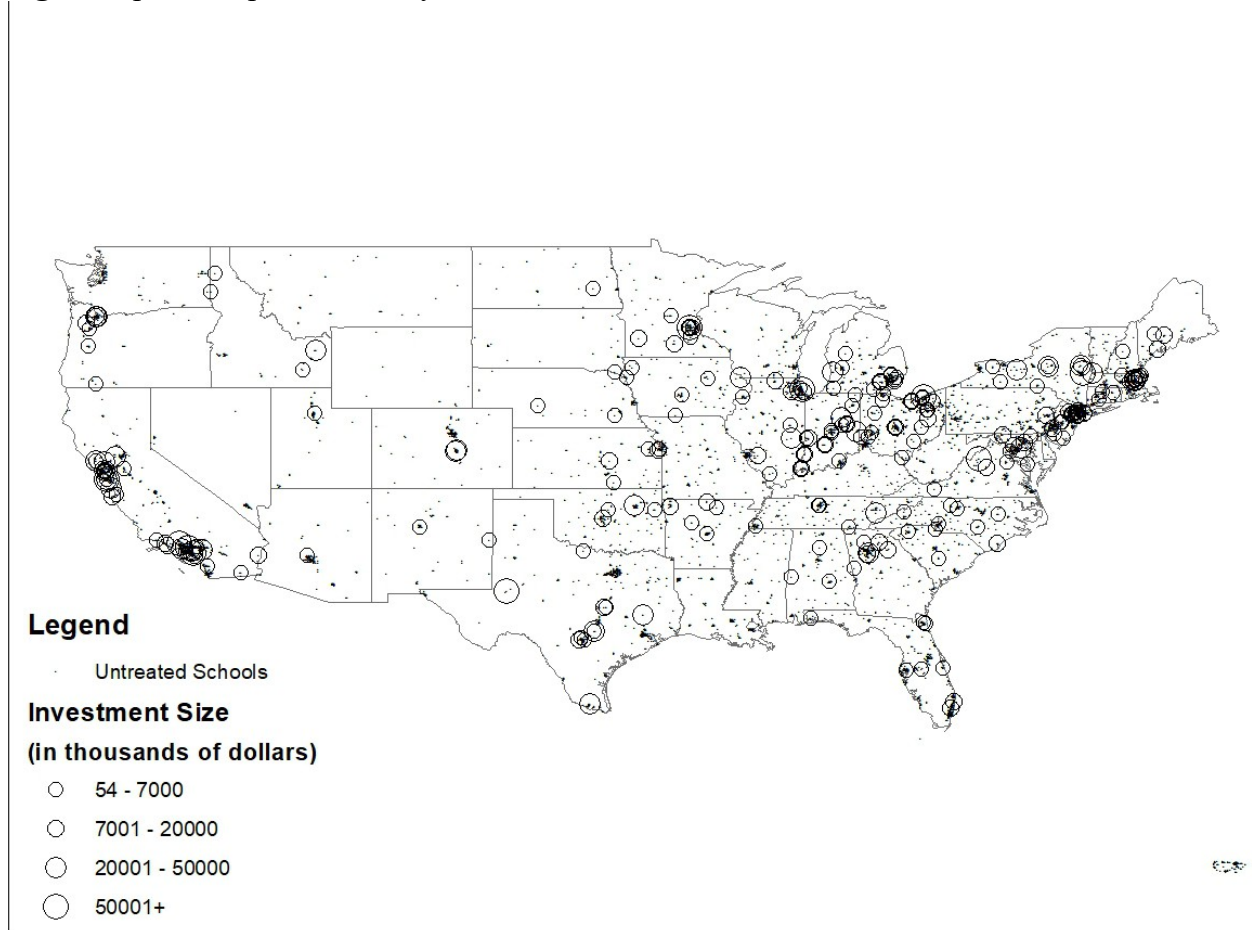 Legend
Untreated Schools
Investment Size
(in thousands of dollars)
54 - 7000
7001 - 20000
20001 - 50000
50001+